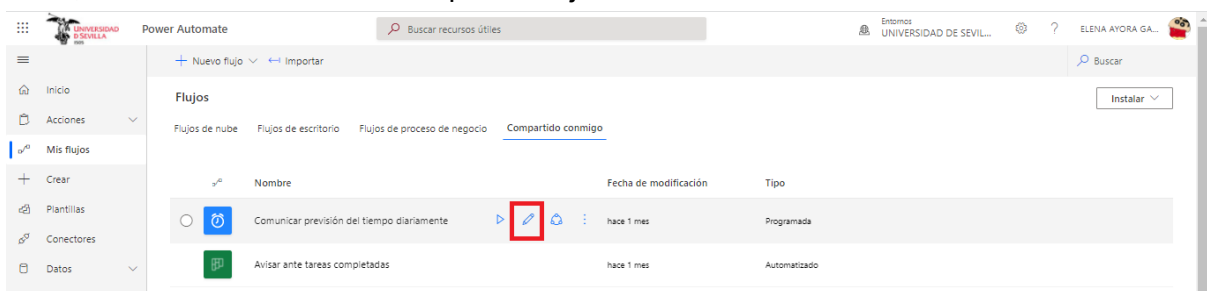 UNIVERSIDAD
D SEVILLA
Power Automate
Buscar recursos útiles
Entornos
UNIVERSIDAD DE SEVIL...
?
ELENA AYORA GA...
+ Nuevo flujo
Importar
Buscar
Inicio
Flujos
Instalar
Acciones
Flujos de nube Flujos de escritorio Flujos de proceso de negocio Compartido conmigo
Mis flujos
Crear
Nombre Fecha de modificación Tipo
Plantillas
Comunicar previsión del tiempo diariamente hace 1 mes Programada
Conectores
Datos
Avisar ante tareas completadas hace 1 mes Automatizado